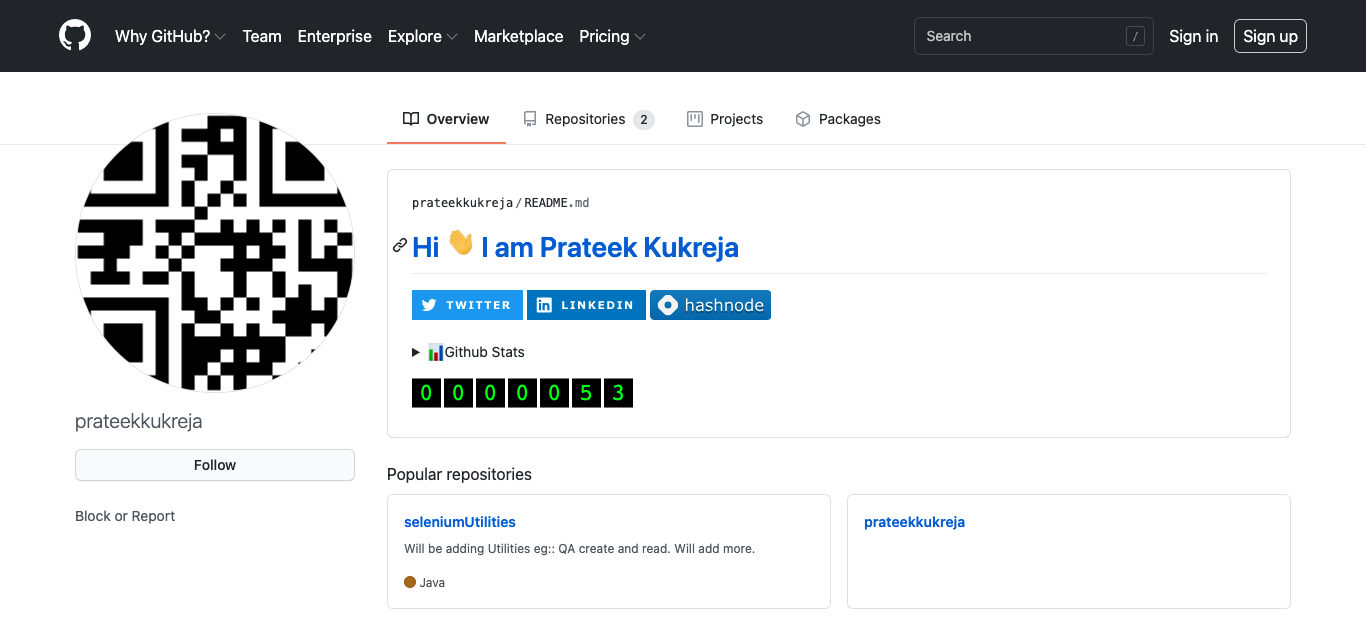 Why GitHub? Team Enterprise Explore Marketplace Pricing Search / Sign in Sign up
Overview Repositories 2 Projects Packages
prateekkukreja/README.md
Hi 👋 I am Prateek Kukreja
TWITTER LINKEDIN hashnode
📊Github Stats
0 0 0 0 0 5 3
prateekkukreja
Follow
Block or Report
Popular repositories
seleniumUtilities
Will be adding Utilities eg:: QA create and read. Will add more.
Java
prateekkukreja